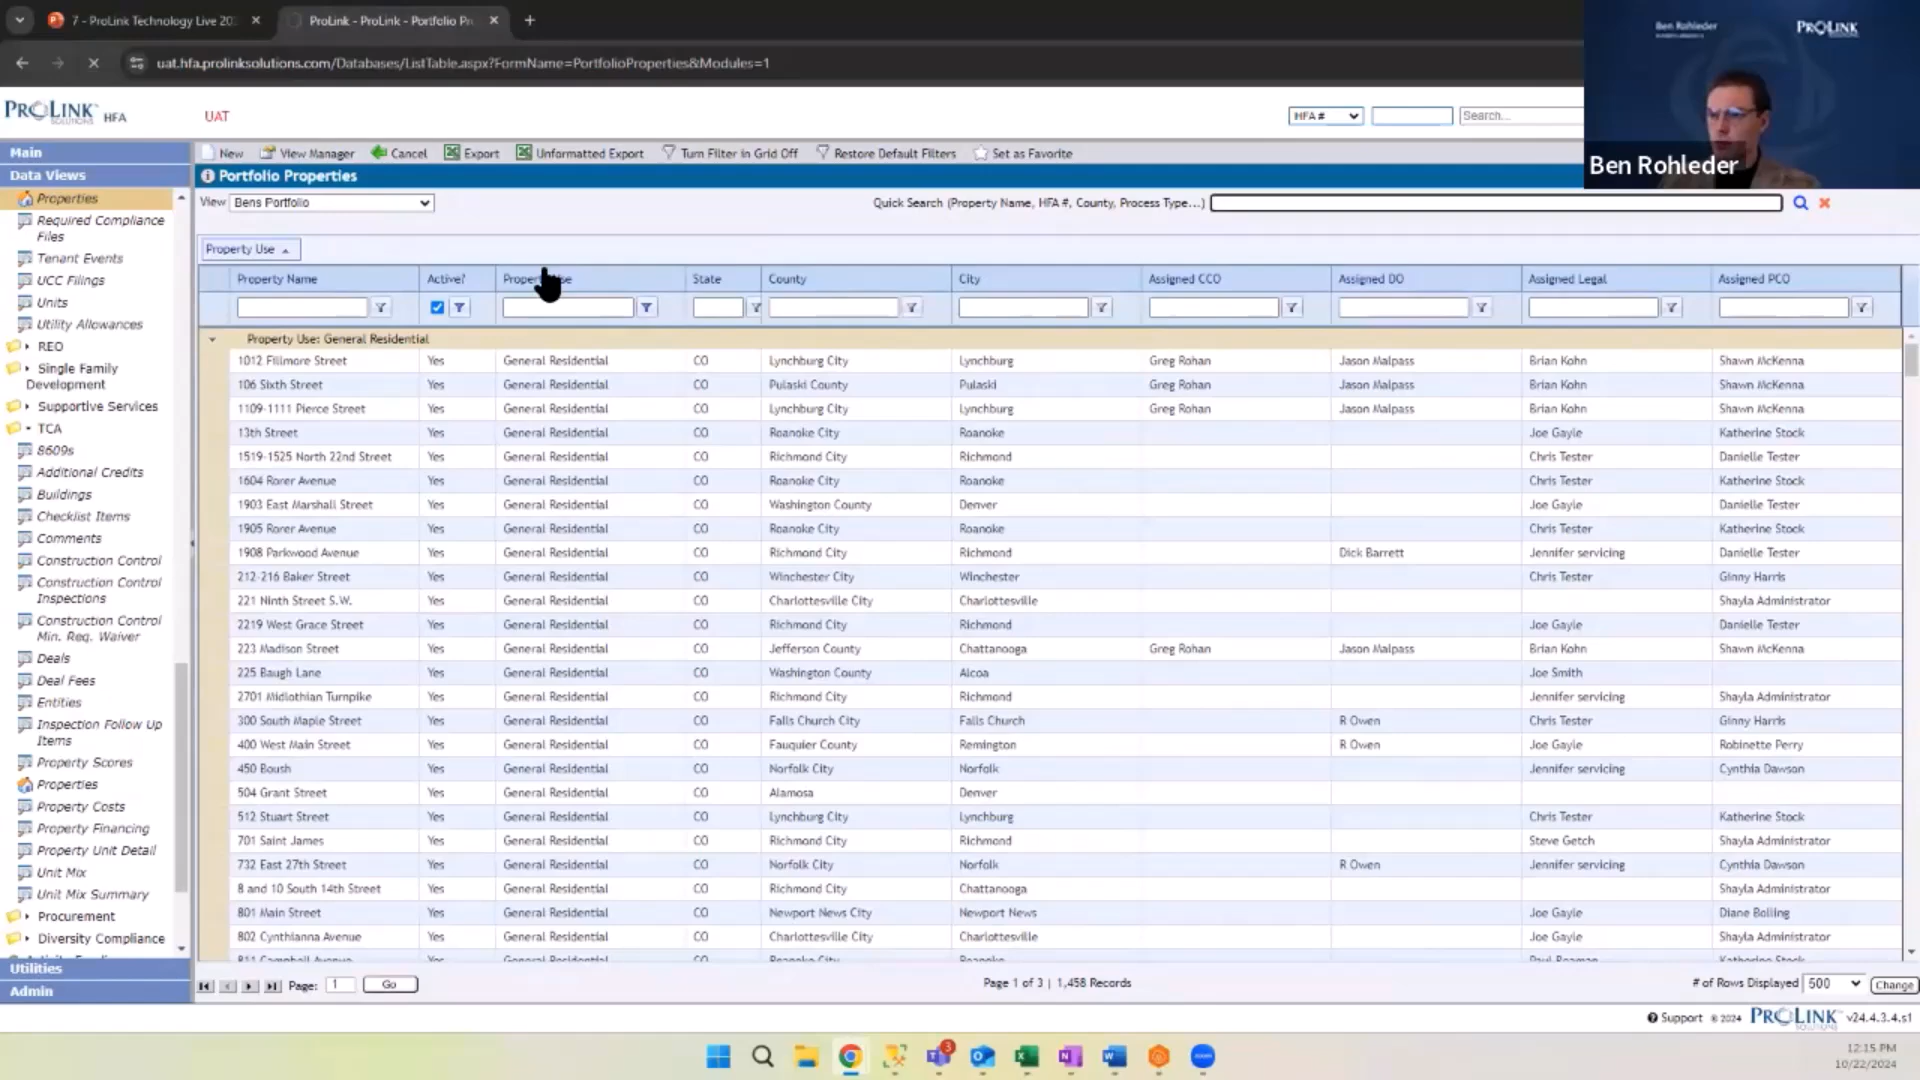 7 - ProLink Technology Live 20
ProLink - ProLink - Portfolio Pr
uat.hfa.prolinksolutions.com/Databases/ListTable.aspx?FormName=PortfolioProperties&Modules=1
Ben Rohleder
PROLINK
Ben Rohleder
PROLINK SOLUTIONS HFA
UAT
HFA #
Search...
Main
Data Views
Properties
Required Compliance
Files
Tenant Events
UCC Filings
Units
Utility Allowances
REO
Single Family
Development
Supportive Services
TCA
8609s
Additional Credits
Buildings
Checklist Items
Comments
Construction Control
Construction Control
Inspections
Construction Control
Min. Req. Waiver
Deals
Deal Fees
Entities
Inspection Follow Up
Items
Property Scores
Properties
Property Costs
Property Financing
Property Unit Detail
Unit Mix
Unit Mix Summary
Procurement
Diversity Compliance
Utilities
Admin
New View Manager Cancel Export Unformatted Export Turn Filter in Grid Off Restore Default Filters Set as Favorite
Portfolio Properties
View Bens Portfolio Quick Search (Property Name, HFA #, County, Process Type...)
Property Use
Property Name Active? State County City Assigned CCO Assigned DO Assigned Legal Assigned PCO
Property Use: General Residential
1012 Fillmore Street Yes General Residential CO Lynchburg City Lynchburg Greg Rohan Jason Malpass Brian Kohn Shawn McKenna
106 Sixth Street Yes General Residential CO Pulaski County Pulaski Greg Rohan Jason Malpass Brian Kohn Shawn McKenna
1109-1111 Pierce Street Yes General Residential CO Lynchburg City Lynchburg Greg Rohan Jason Malpass Brian Kohn Shawn McKenna
13th Street Yes General Residential CO Roanoke City Roanoke Joe Gayle Katherine Stock
1519-1525 North 22nd Street Yes General Residential CO Richmond City Richmond Chris Tester Danielle Tester
1604 Rorer Avenue Yes General Residential CO Roanoke City Roanoke Chris Tester Katherine Stock
1903 East Marshall Street Yes General Residential CO Washington County Denver Joe Gayle Danielle Tester
1905 Rorer Avenue Yes General Residential CO Roanoke City Roanoke Chris Tester Katherine Stock
1908 Parkwood Avenue Yes General Residential CO Richmond City Richmond Dick Barrett Jennifer servicing Danielle Tester
212-216 Baker Street Yes General Residential CO Winchester City Winchester Chris Tester Ginny Harris
221 Ninth Street S.W. Yes General Residential CO Charlottesville City Charlottesville Shayla Administrator
2219 West Grace Street Yes General Residential CO Richmond City Richmond Joe Gayle Danielle Tester
223 Madison Street Yes General Residential CO Jefferson County Chattanooga Greg Rohan Jason Malpass Brian Kohn Shawn McKenna
225 Baugh Lane Yes General Residential CO Washington County Alcoa Joe Smith
2701 Midlothian Turnpike Yes General Residential CO Richmond City Richmond Jennifer servicing Shayla Administrator
300 South Maple Street Yes General Residential CO Falls Church City Falls Church R Owen Chris Tester Ginny Harris
400 West Main Street Yes General Residential CO Fauquier County Remington R Owen Joe Gayle Robinette Perry
450 Boush Yes General Residential CO Norfolk City Norfolk Jennifer servicing Cynthia Dawson
504 Grant Street Yes General Residential CO Alamosa Denver
512 Stuart Street Yes General Residential CO Lynchburg City Lynchburg Chris Tester Katherine Stock
701 Saint James Yes General Residential CO Richmond City Richmond Steve Getch Shayla Administrator
732 East 27th Street Yes General Residential CO Norfolk City Norfolk R Owen Jennifer servicing Cynthia Dawson
8 and 10 South 14th Street Yes General Residential CO Richmond City Chattanooga Shayla Administrator
801 Main Street Yes General Residential CO Newport News City Newport News Joe Gayle Diane Bolling
802 Cynthianna Avenue Yes General Residential CO Charlottesville City Charlottesville Joe Gayle Shayla Administrator
Page: 1 Go Page 1 of 3 | 1,458 Records # of Rows Displayed 500 Change
Support © 2024 PROLINK SOLUTIONS v24.4.3.4.s1
3
12:15 PM
10/22/2024